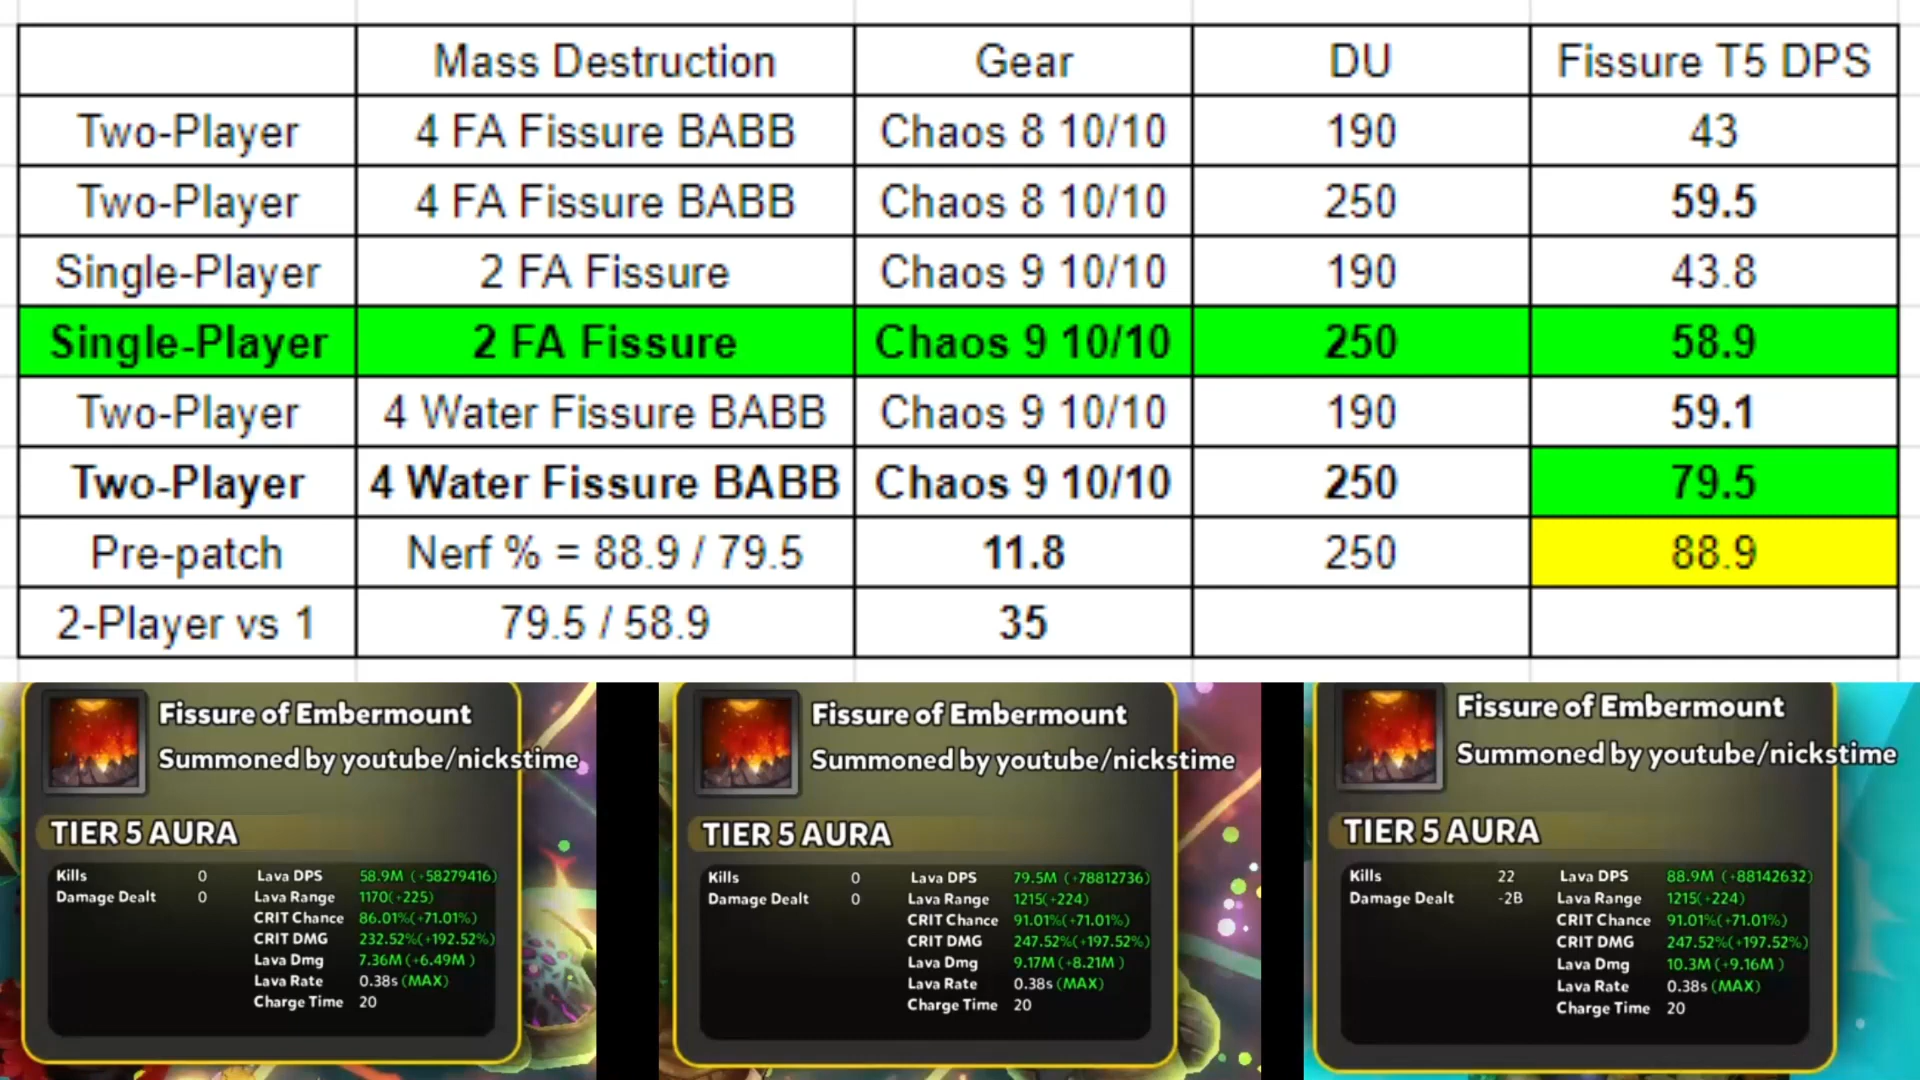 Mass Destruction Gear DU Fissure T5 DPS
Two-Player 4 FA Fissure BABB Chaos 8 10/10 190 43
Two-Player 4 FA Fissure BABB Chaos 8 10/10 250 59.5
Single-Player 2 FA Fissure Chaos 9 10/10 190 43.8
Single-Player 2 FA Fissure Chaos 9 10/10 250 58.9
Two-Player 4 Water Fissure BABB Chaos 9 10/10 190 59.1
Two-Player 4 Water Fissure BABB Chaos 9 10/10 250 79.5
Pre-patch Nerf % = 88.9 / 79.5 11.8 250 88.9
2-Player vs 1 79.5 / 58.9 35
Fissure of Embermount
Summoned by youtube/nickstime
TIER 5 AURA
Kills 0 Lava DPS 58.9M (+58279416)
Damage Dealt 0 Lava Range 1170(+225)
CRIT Chance 86.01%(+71.01%)
CRIT DMG 232.52%(+192.52%)
Lava Dmg 7.36M (+6.49M )
Lava Rate 0.38s (MAX)
Charge Time 20
Fissure of Embermount
Summoned by youtube/nickstime
TIER 5 AURA
Kills 0 Lava DPS 79.5M (+78812736)
Damage Dealt 0 Lava Range 1215(+224)
CRIT Chance 91.01%(+71.01%)
CRIT DMG 247.52%(+197.52%)
Lava Dmg 9.17M (+8.21M )
Lava Rate 0.38s (MAX)
Charge Time 20
Fissure of Embermount
Summoned by youtube/nickstime
TIER 5 AURA
Kills 22 Lava DPS 88.9M (+88142632)
Damage Dealt -2B Lava Range 1215(+224)
CRIT Chance 91.01%(+71.01%)
CRIT DMG 247.52%(+197.52%)
Lava Dmg 10.3M (+9.16M )
Lava Rate 0.38s (MAX)
Charge Time 20